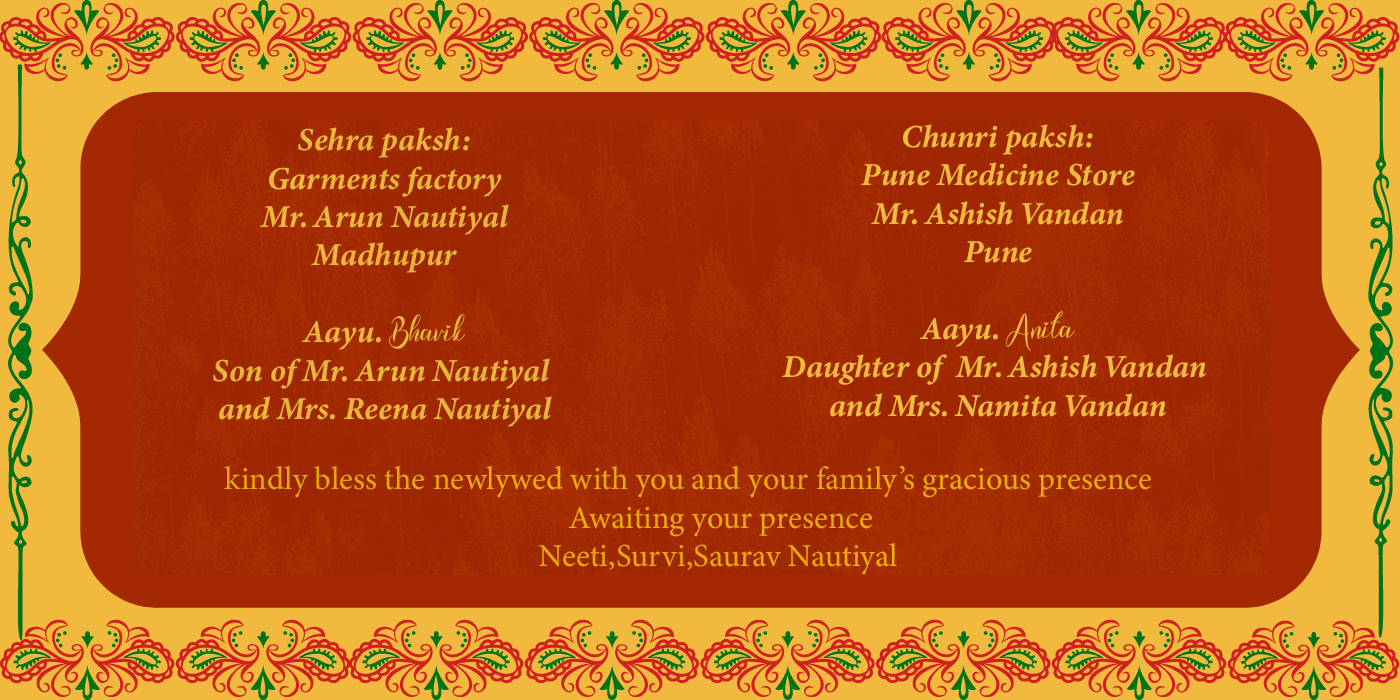 Sehra paksh:
Garments factory
Mr. Arun Nautiyal
Madhupur
Aayu. Bhavik
Son of Mr. Arun Nautiyal
and Mrs. Reena Nautiyal
Chunri paksh:
Pune Medicine Store
Mr. Ashish Vandan
Pune
Aayu. Anita
Daughter of Mr. Ashish Vandan
and Mrs. Namita Vandan
kindly bless the newlywed with you and your family’s gracious presence
Awaiting your presence
Neeti,Survi,Saurav Nautiyal